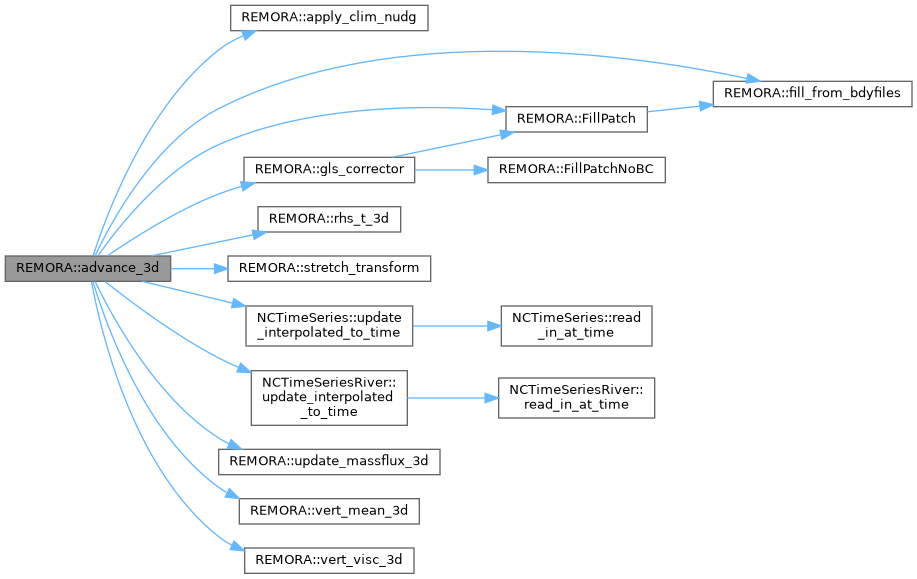 REMORA::apply_clim_nudg
REMORA::fill_from_bdyfiles
REMORA::FillPatch
REMORA::gls_corrector
REMORA::FillPatchNoBC
REMORA::rhs_t_3d
REMORA::advance_3d
REMORA::stretch_transform
NCTimeSeries::update
_interpolated_to_time
NCTimeSeries::read
_in_at_time
NCTimeSeriesRiver::
update_interpolated
_to_time
NCTimeSeriesRiver::
read_in_at_time
REMORA::update_massflux_3d
REMORA::vert_mean_3d
REMORA::vert_visc_3d